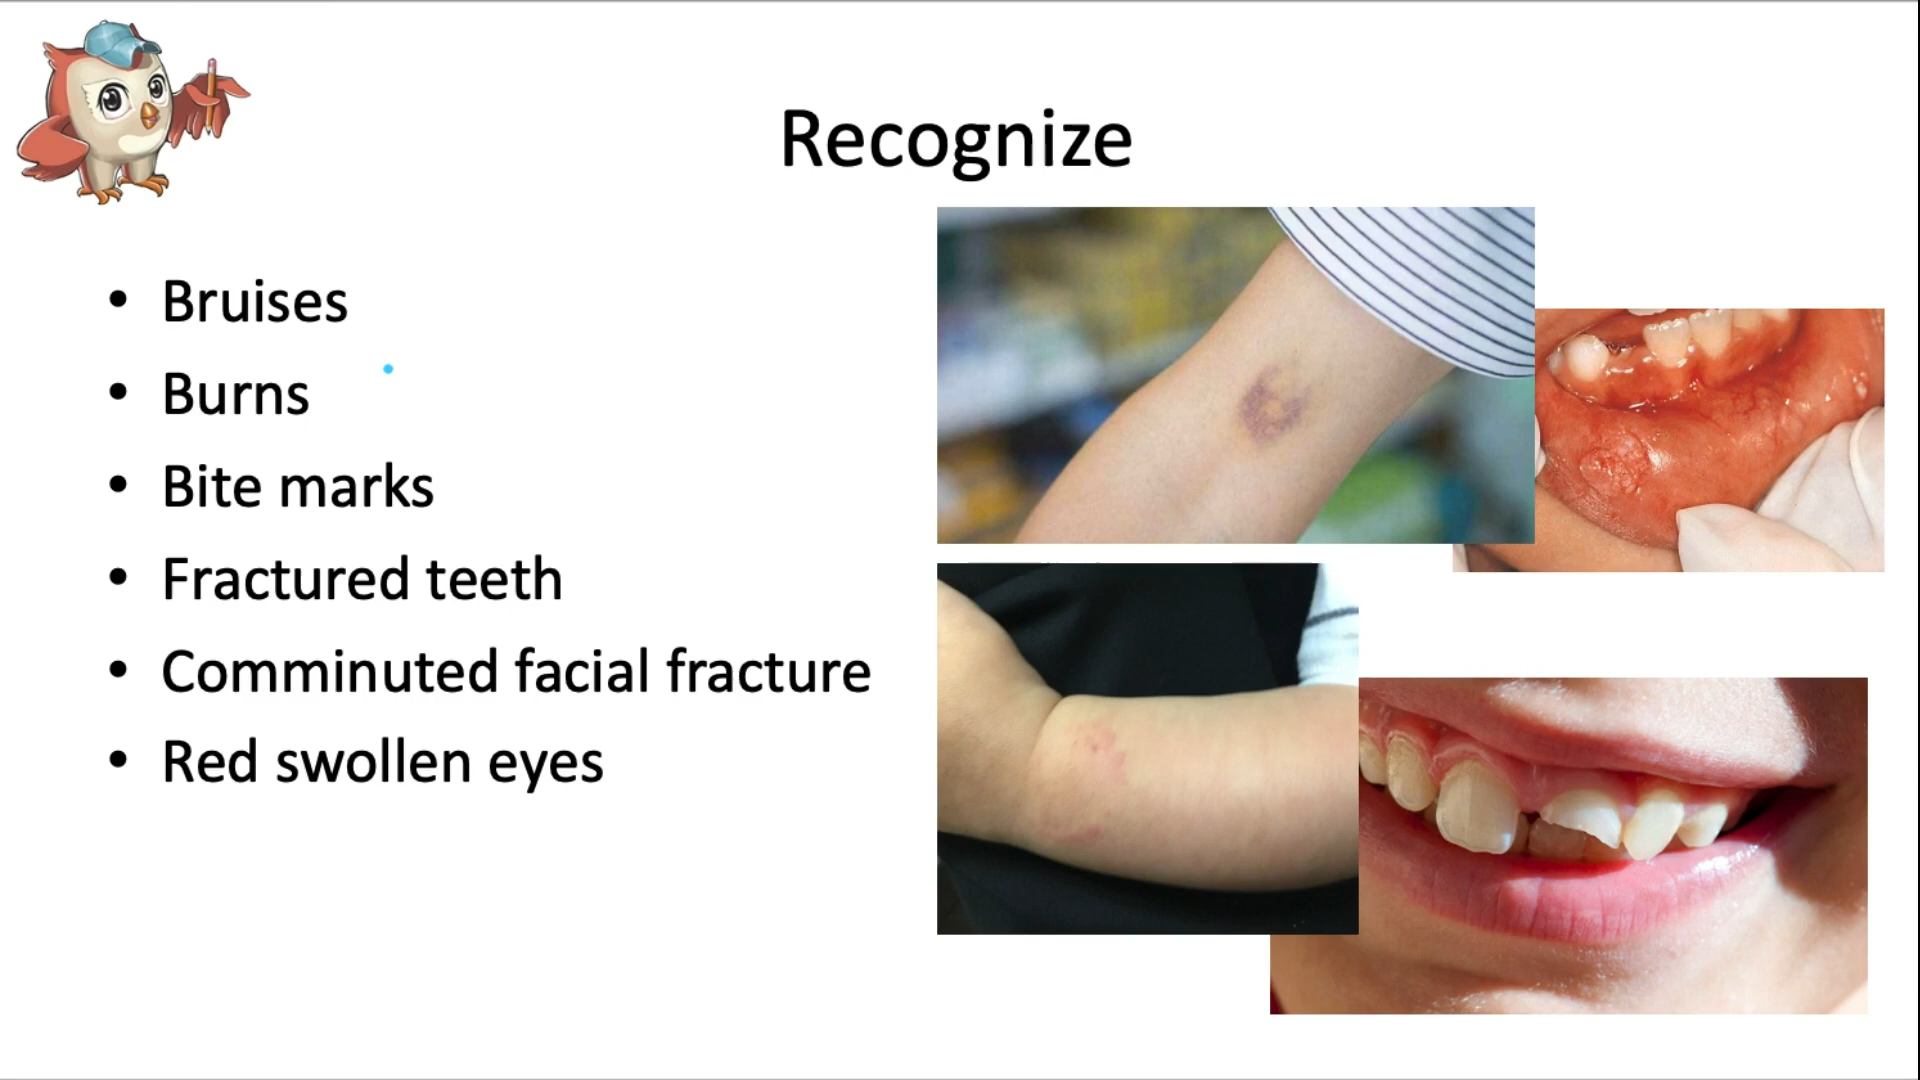 Recognize
• Bruises
• Burns
• Bite marks
• Fractured teeth
• Comminuted facial fracture
• Red swollen eyes